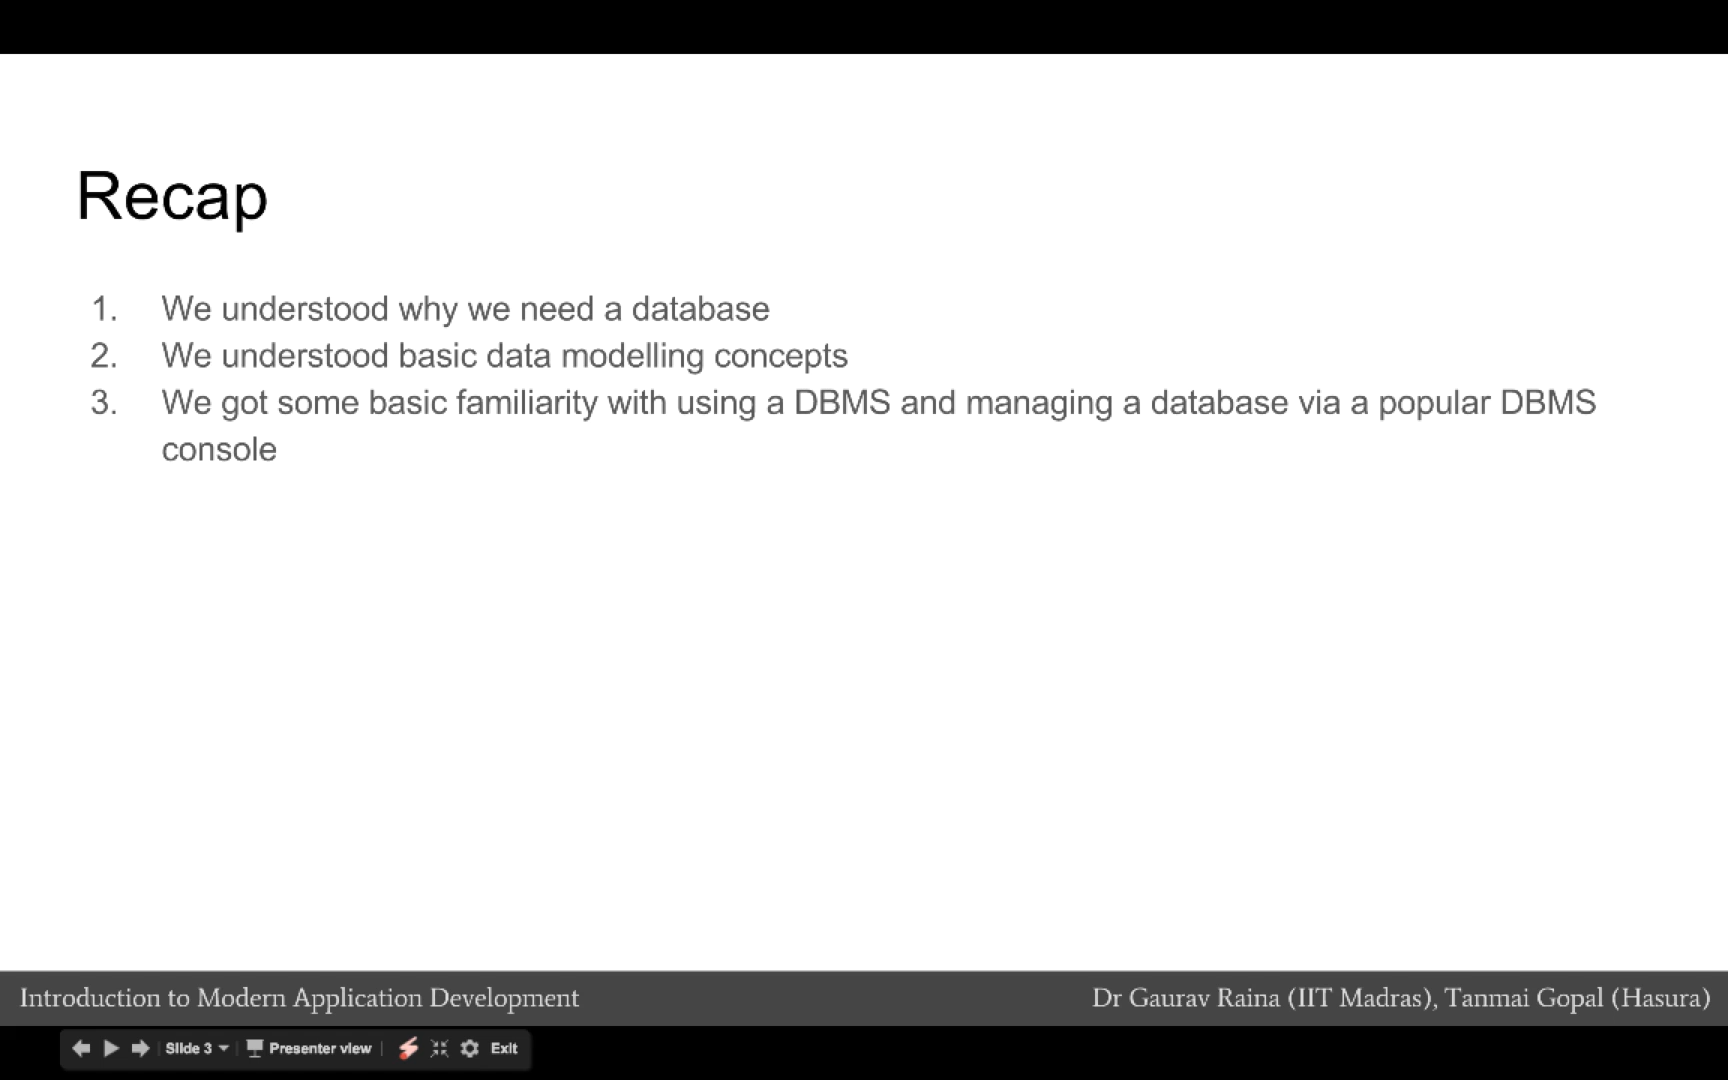 Recap
1. We understood why we need a database
2. We understood basic data modelling concepts
3. We got some basic familiarity with using a DBMS and managing a database via a popular DBMS
console
Introduction to Modern Application Development
Dr Gaurav Raina (IIT Madras), Tanmai Gopal (Hasura)
Slide 3 Presenter view Exit